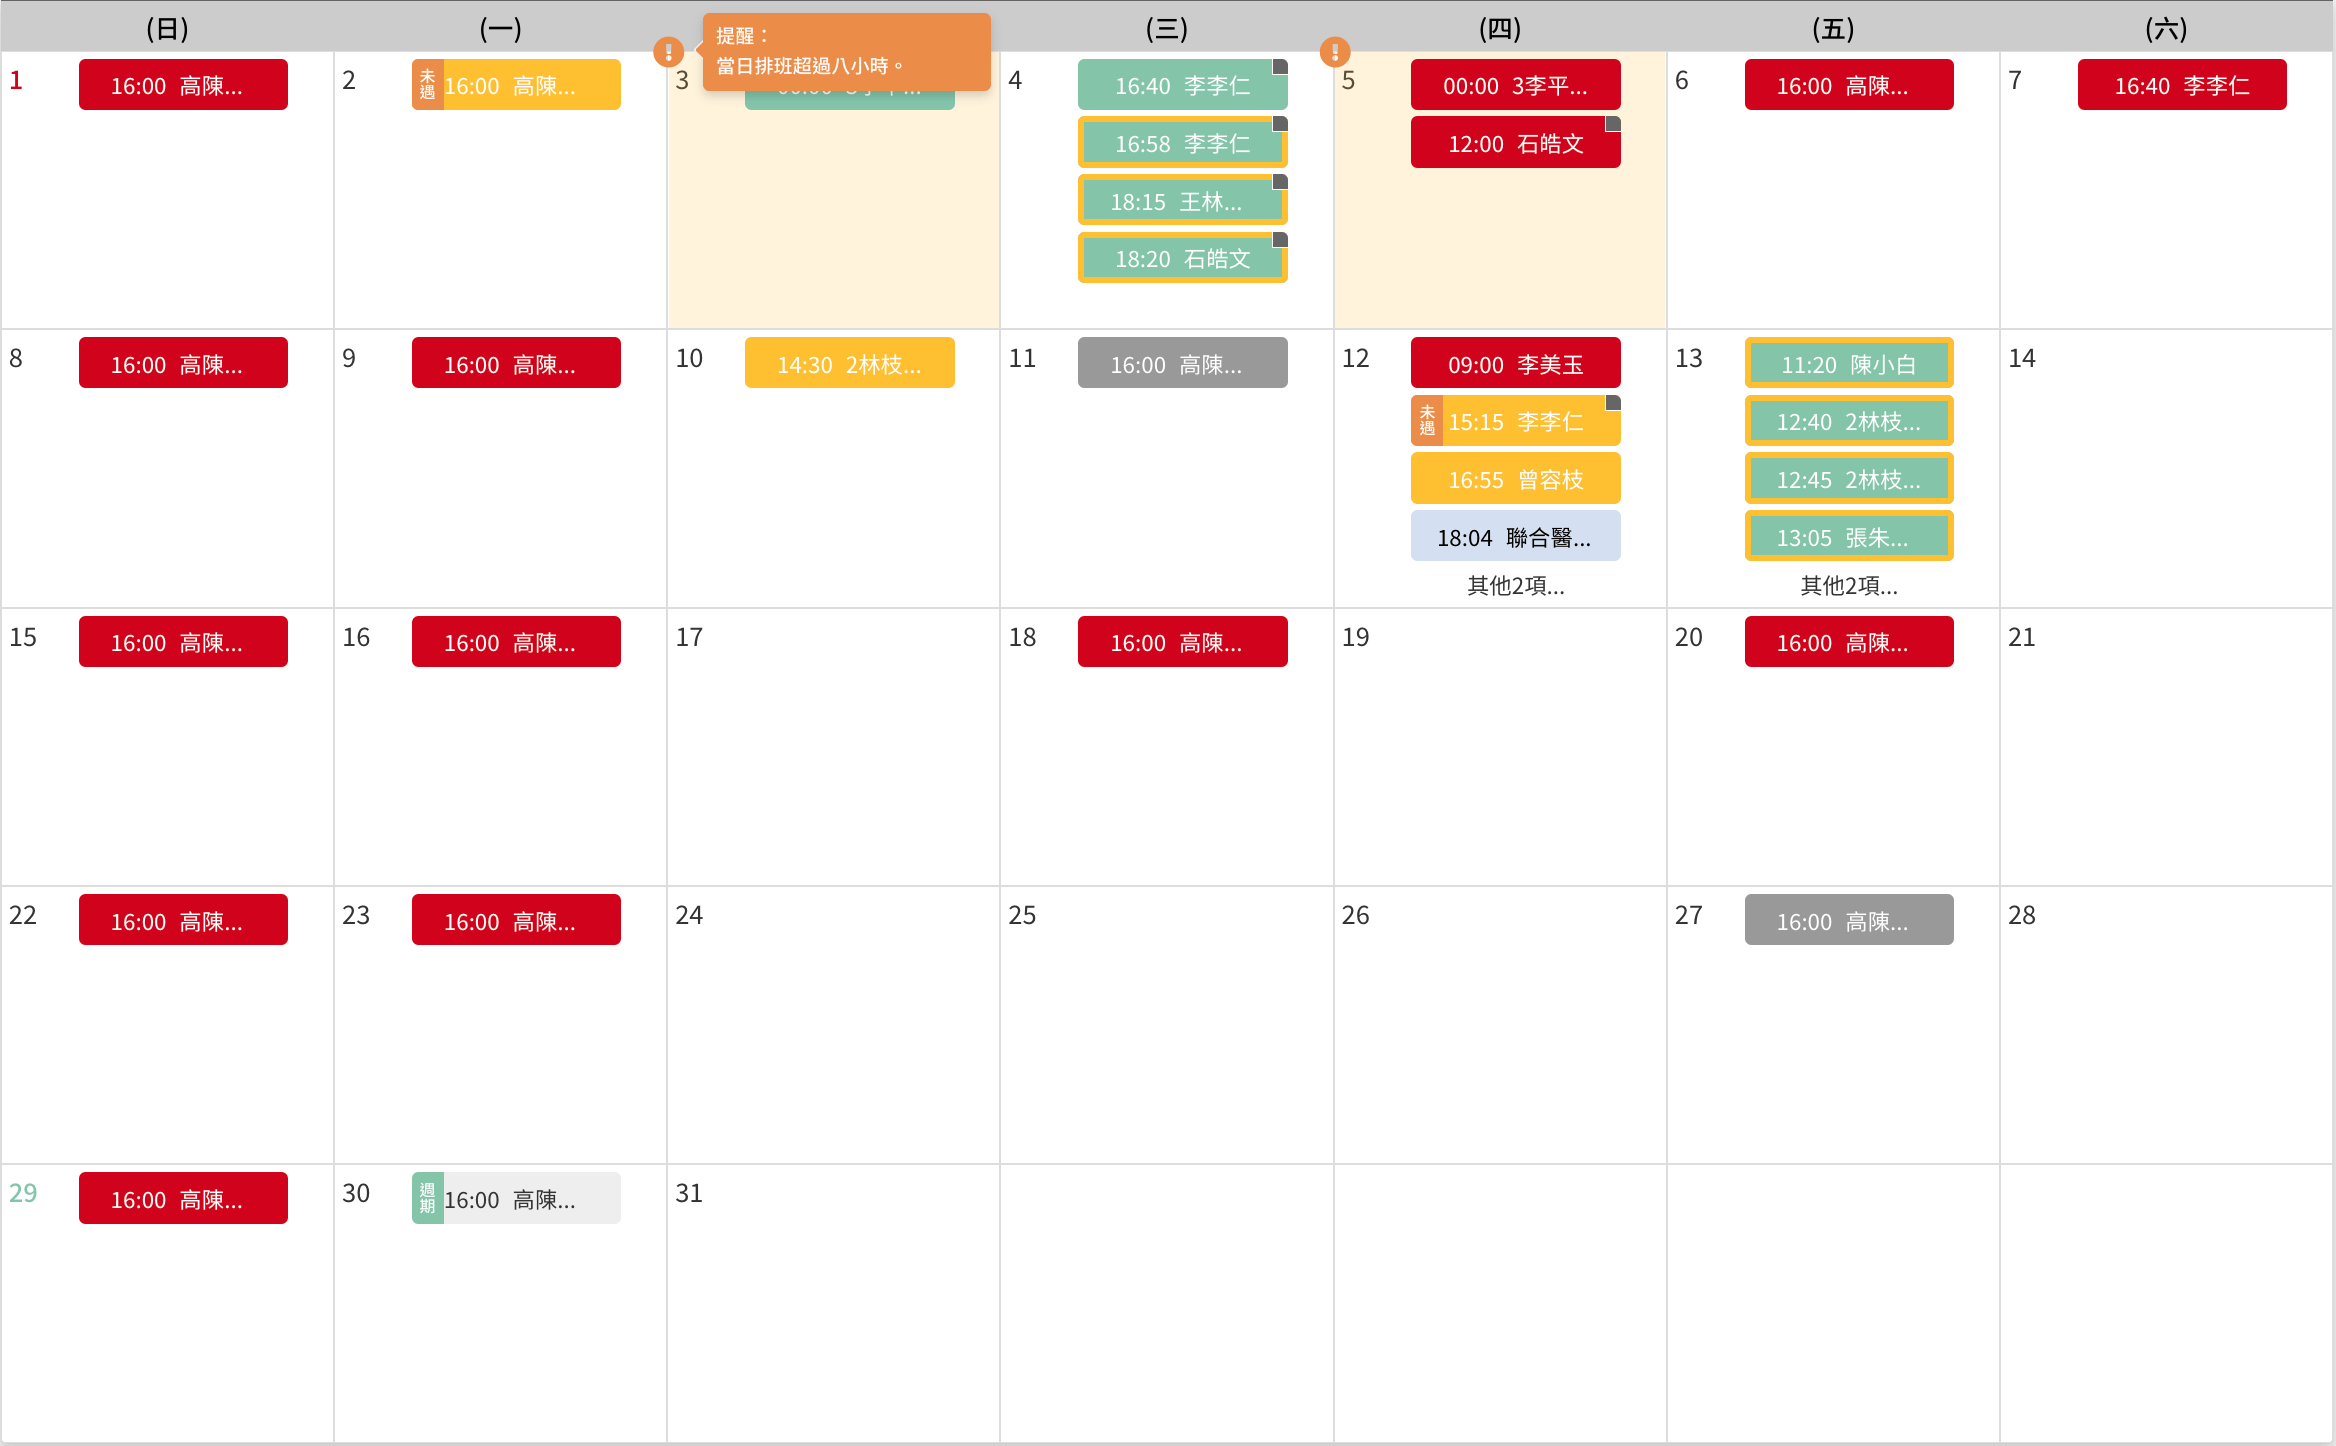 (日)
(一)
(三)
(四)
(五)
(六)
提醒：
當日排班超過八小時。
1
16:00 高陳...
2
未遇
16:00 高陳...
3
4
16:40 李李仁
16:58 李李仁
18:15 王林...
18:20 石皓文
5
00:00 3李平...
12:00 石皓文
6
16:00 高陳...
7
16:40 李李仁
8
16:00 高陳...
9
16:00 高陳...
10
14:30 2林枝...
11
16:00 高陳...
12
09:00 李美玉
未遇
15:15 李李仁
16:55 曾容枝
18:04 聯合醫...
其他2項...
13
11:20 陳小白
12:40 2林枝...
12:45 2林枝...
13:05 張朱...
其他2項...
14
15
16:00 高陳...
16
16:00 高陳...
17
18
16:00 高陳...
19
20
16:00 高陳...
21
22
16:00 高陳...
23
16:00 高陳...
24
25
26
27
16:00 高陳...
28
29
16:00 高陳...
30
週期
16:00 高陳...
31